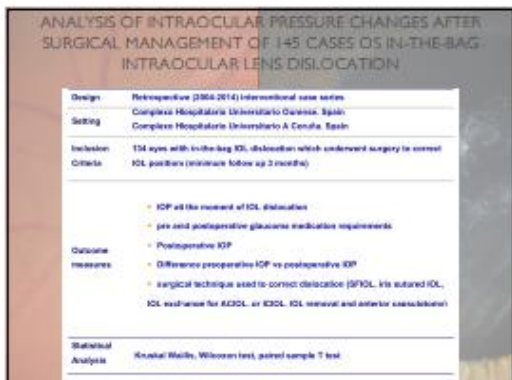 ANALYSIS OF INTRAOCULAR PRESSURE CHANGES AFTER
SURGICAL MANAGEMENT OF 145 CASES OS IN-THE-BAG
INTRAOCULAR LENS DISLOCATION
Design Retrospective (2004-2014) interventional case series
Setting Complexo Hospitalario Universitario Ourense. Spain
Complexo Hospitalario Universitario A Coruña. Spain
Inclusion Criteria 134 eyes with in-the-bag IOL dislocation which underwent surgery to correct
IOL position (minimum follow up 3 months)
Outcome measures
IOP at the moment of IOL dislocation
pre and postoperative glaucoma medication requirements
Postoperative IOP
Difference preoperative IOP vs postoperative IOP
surgical technique used to correct dislocation (SFIOL, iris sutured IOL,
IOL exchange for ACIOL, or ICIOL, IOL removal and anterior capsulotomy)
Statistical Analysis Kruskal Wallis, Wilcoxon test, paired sample T test